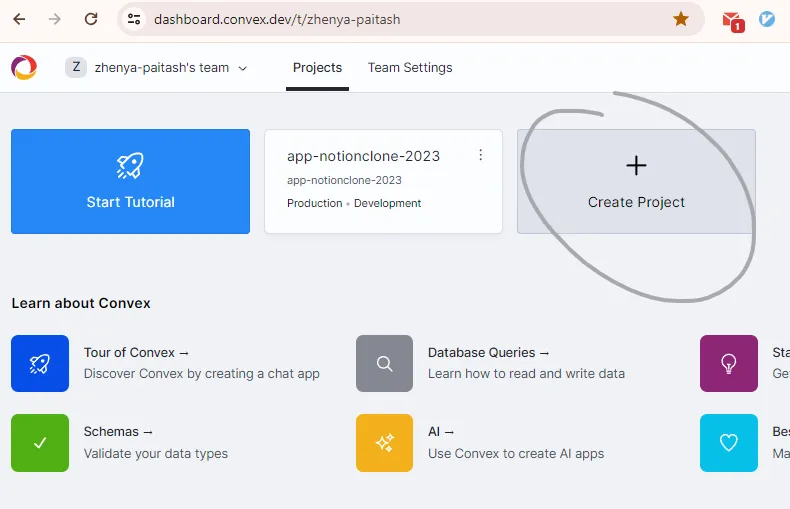 dashboard.convex.dev/t/zhenya-paitash
1
Z zhenya-paitash's team Projects Team Settings
Start Tutorial
app-notionclone-2023
app-notionclone-2023
Production • Development
Create Project
Learn about Convex
Tour of Convex →
Discover Convex by creating a chat app
Database Queries →
Learn how to read and write data
Sta
Ge
Schemas →
Validate your data types
AI →
Use Convex to create AI apps
Bes
Ma